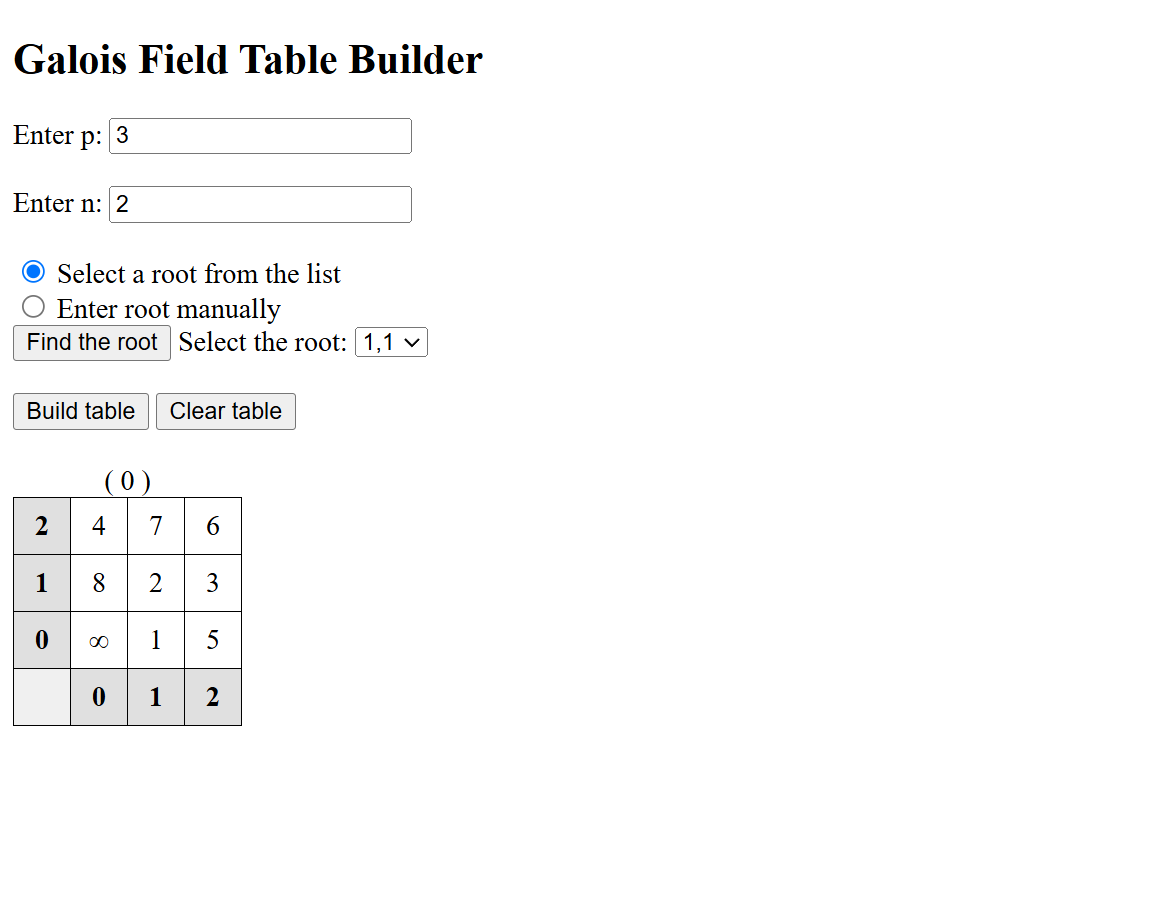 Galois Field Table Builder
Enter p: 3
Enter n: 2
Select a root from the list
Enter root manually
Find the root Select the root: 1,1
Build table Clear table
( 0 )
2 4 7 6
1 8 2 3
0 ∞ 1 5
0 1 2